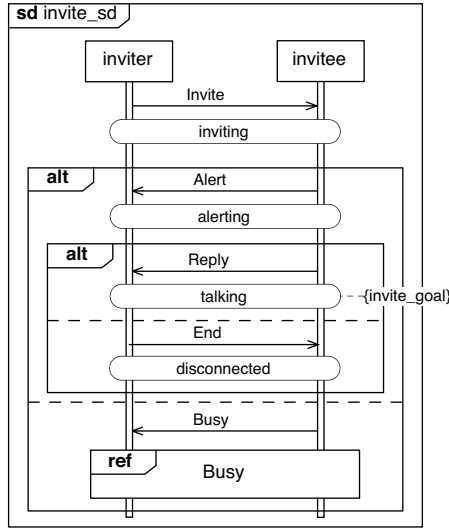 sd invite_sd
inviter
invitee
Invite
inviting
alt
Alert
alerting
alt
Reply
talking
{invite_goal}
End
disconnected
Busy
ref
Busy